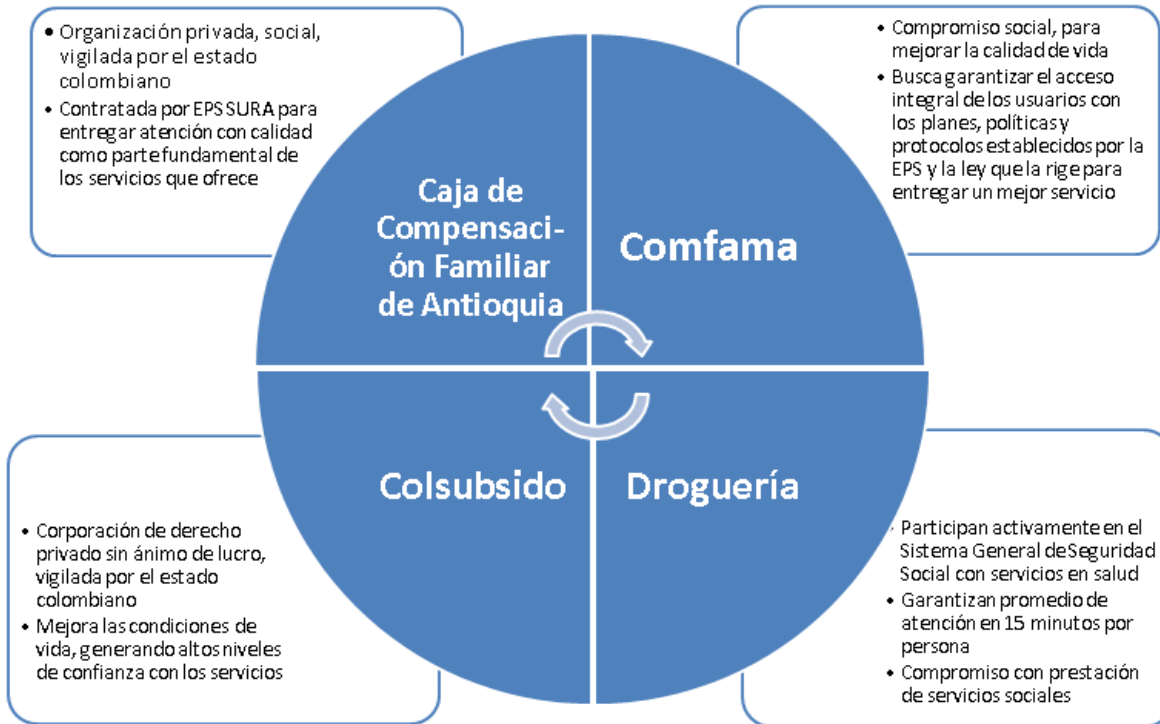 • Organización privada, social,
vigilada por el estado
colombiano
• Contratada por EPS SURA para
entregar atención con calidad
como parte fundamental de
los servicios que ofrece
Caja de
Compensaci-
ón Familiar
de Antioquia
• Compromiso social, para
mejorar la calidad de vida
• Busca garantizar el acceso
integral de los usuarios con
los planes, políticas y
protocolos establecidos por la
EPS y la ley que la rige para
entregar un mejor servicio
Comfama
Colsubsido
• Corporación de derecho
privado sin ánimo de lucro,
vigilada por el estado
colombiano
• Mejora las condiciones de
vida, generando altos niveles
de confianza con los servicios
Droguería
• Participan activamente en el
Sistema General de Seguridad
Social con servicios en salud
• Garantizan promedio de
atención en 15 minutos por
persona
• Compromiso con prestación
de servicios sociales